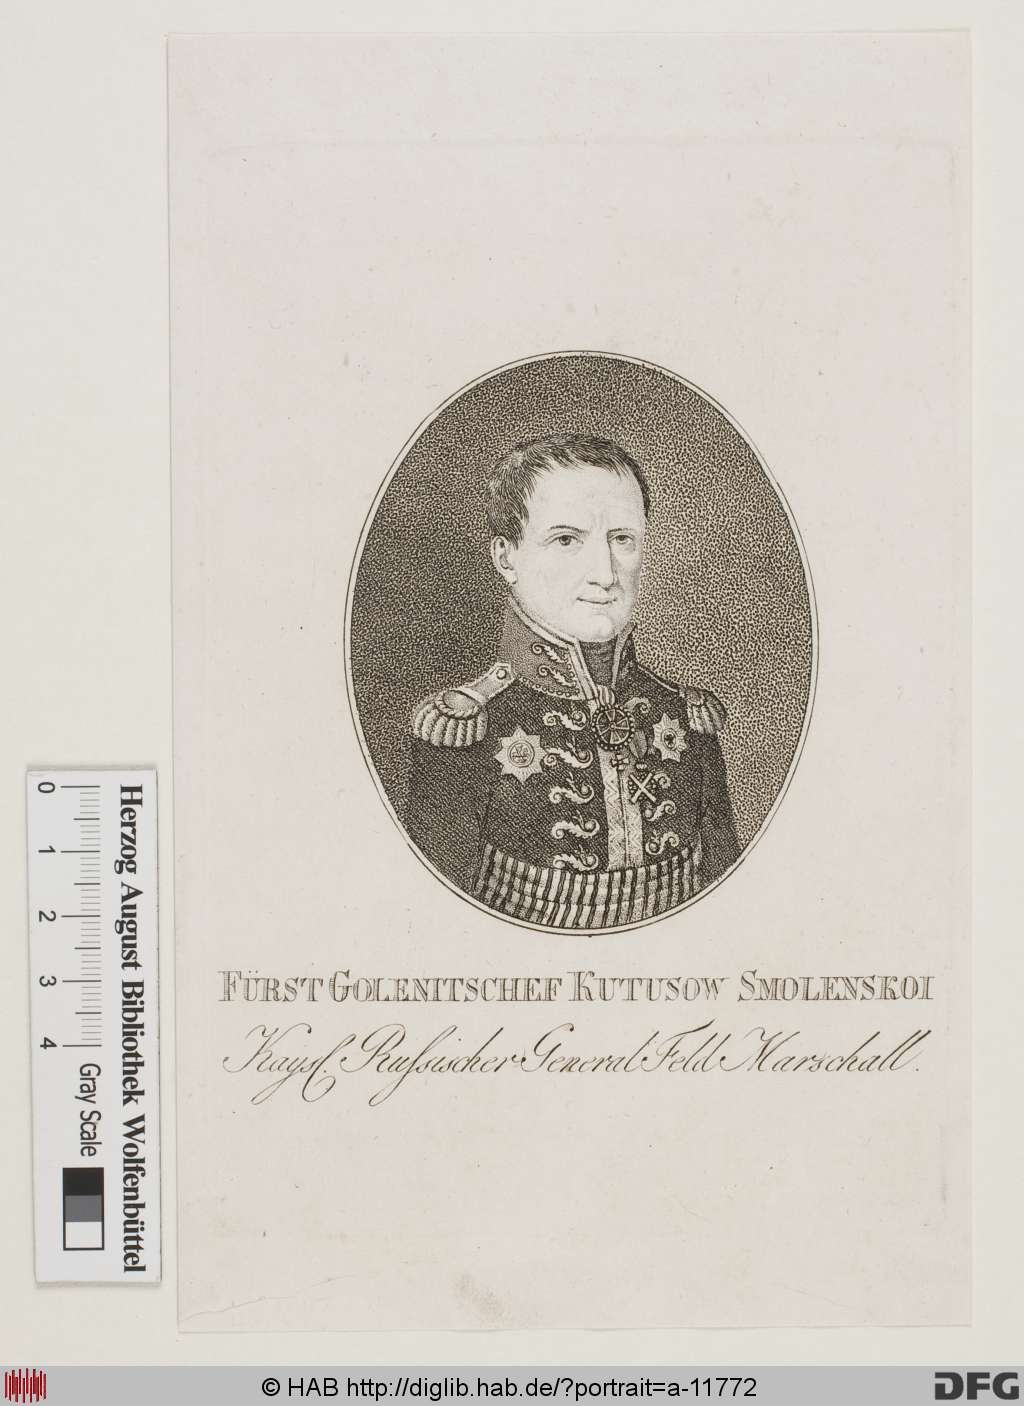 FÜRST GOLENITSCHEF KUTUSOW SMOLENSKOI
Kaysl. Russischer General Feld Marschall.
0 1 2 3 4 Gray Scale
Herzog August Bibliothek Wolfenbüttel
© HAB http://diglib.hab.de/?portrait=a-11772
DFG